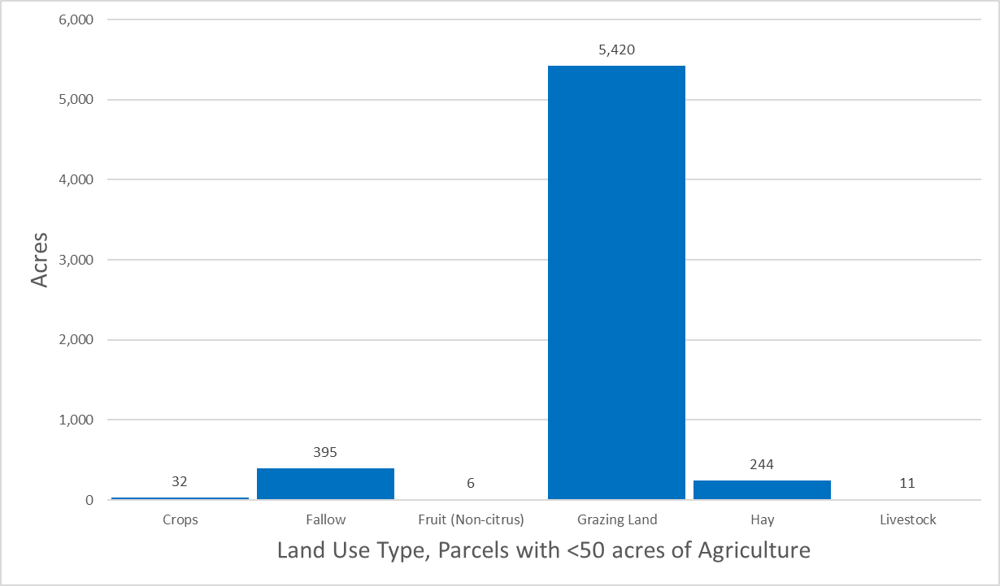 6,000
5,000
4,000
3,000
2,000
1,000
0
Acres
32
395
6
5,420
244
11
Crops
Fallow
Fruit (Non-citrus)
Grazing Land
Hay
Livestock
Land Use Type, Parcels with <50 acres of Agriculture